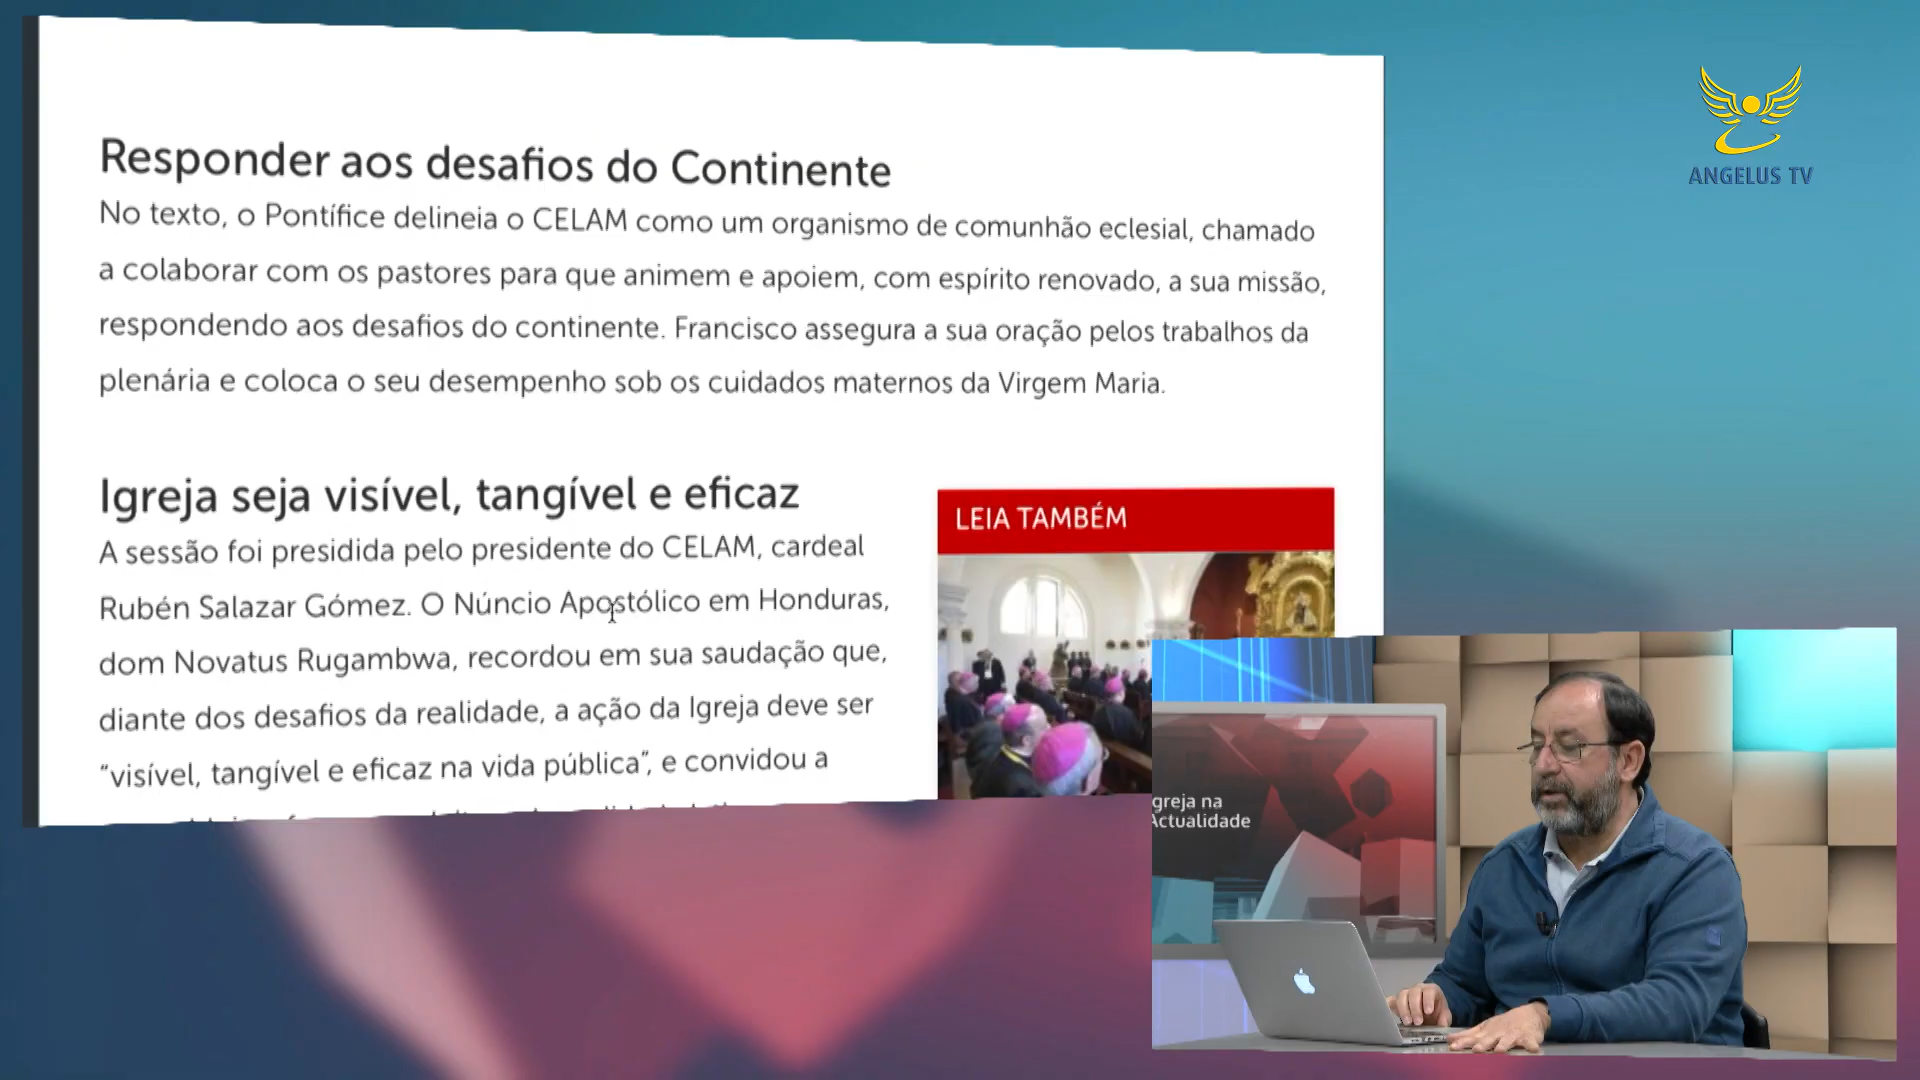 Responder aos desafios do Continente
No texto, o Pontífice delineia o CELAM como um organismo de comunhão eclesial, chamado
a colaborar com os pastores para que animem e apoiem, com espírito renovado, a sua missão,
respondendo aos desafios do continente. Francisco assegura a sua oração pelos trabalhos da
plenária e coloca o seu desempenho sob os cuidados maternos da Virgem Maria.
Igreja seja visível, tangível e eficaz
A sessão foi presidida pelo presidente do CELAM, cardeal
Rubén Salazar Gómez. O Núncio Apostólico em Honduras,
dom Novatus Rugambwa, recordou em sua saudação que,
diante dos desafios da realidade, a ação da Igreja deve ser
“visível, tangível e eficaz na vida pública”, e convidou a
LEIA TAMBÉM
ANGELUS TV
greja na
Actualidade